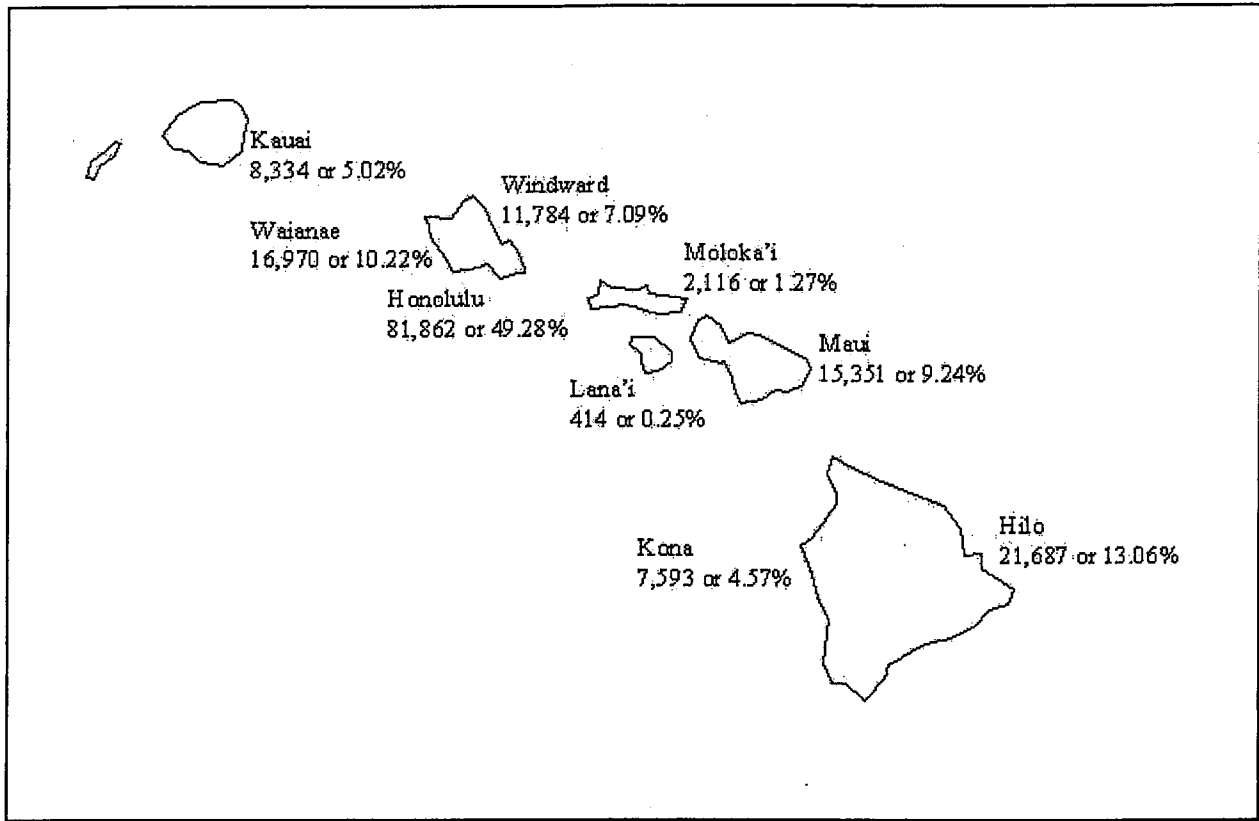 Kauai
8,334 or 5.02%
Windward
11,784 or 7.09%
Waianae
16,970 or 10.22%
Moloka'i
2,116 or 1.27%
Honolulu
81,862 or 49.28%
Maui
15,351 or 9.24%
Lana'i
414 or 0.25%
Hilo
21,687 or 13.06%
Kona
7,593 or 4.57%